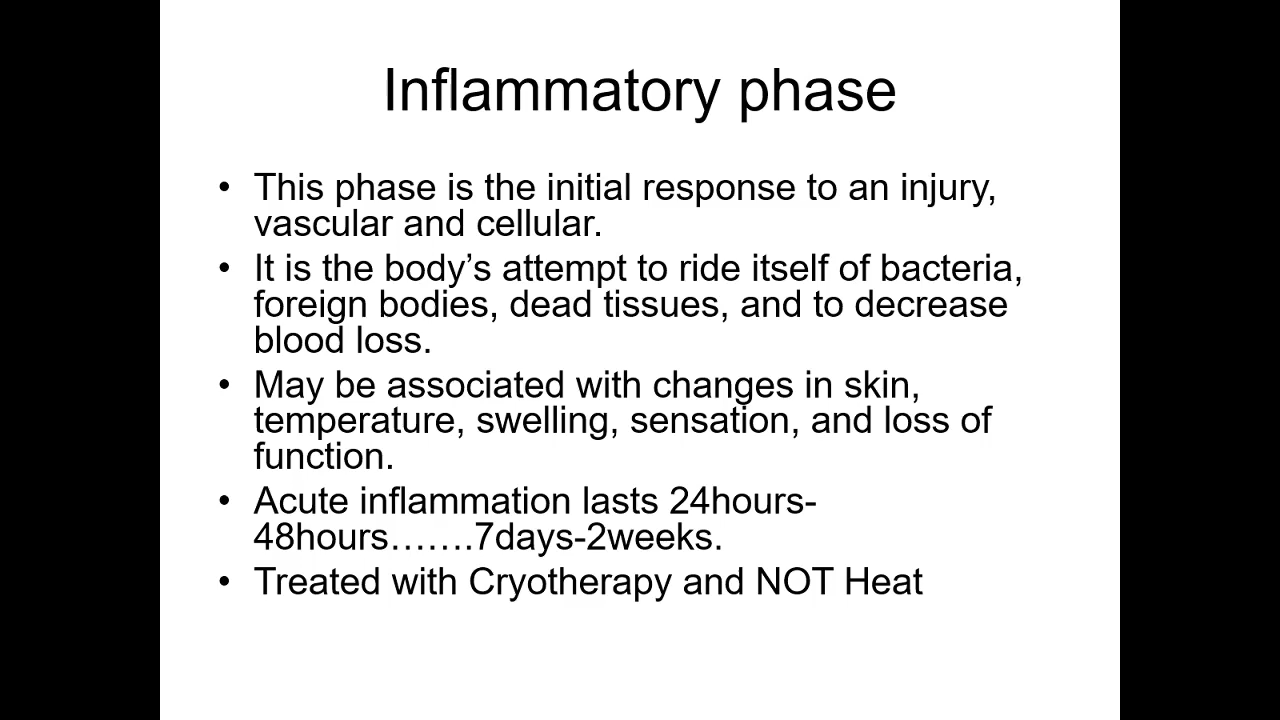 Inflammatory phase
• This phase is the initial response to an injury,
vascular and cellular.
• It is the body’s attempt to ride itself of bacteria,
foreign bodies, dead tissues, and to decrease
blood loss.
• May be associated with changes in skin,
temperature, swelling, sensation, and loss of
function.
• Acute inflammation lasts 24hours-
48hours…….7days-2weeks.
• Treated with Cryotherapy and NOT Heat